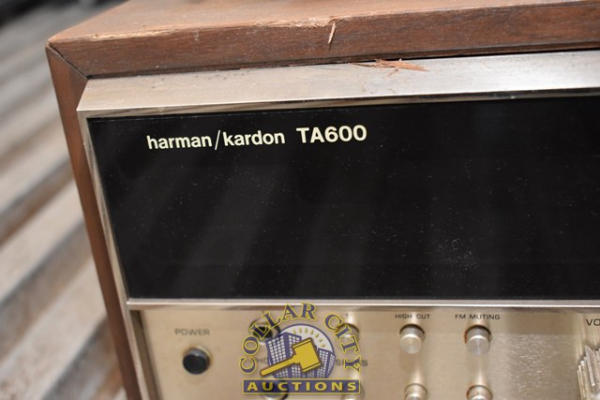 harman/kardon TA600
POWER HIGH CUT FM MUTING
COLLAR CITY
AUCTIONS